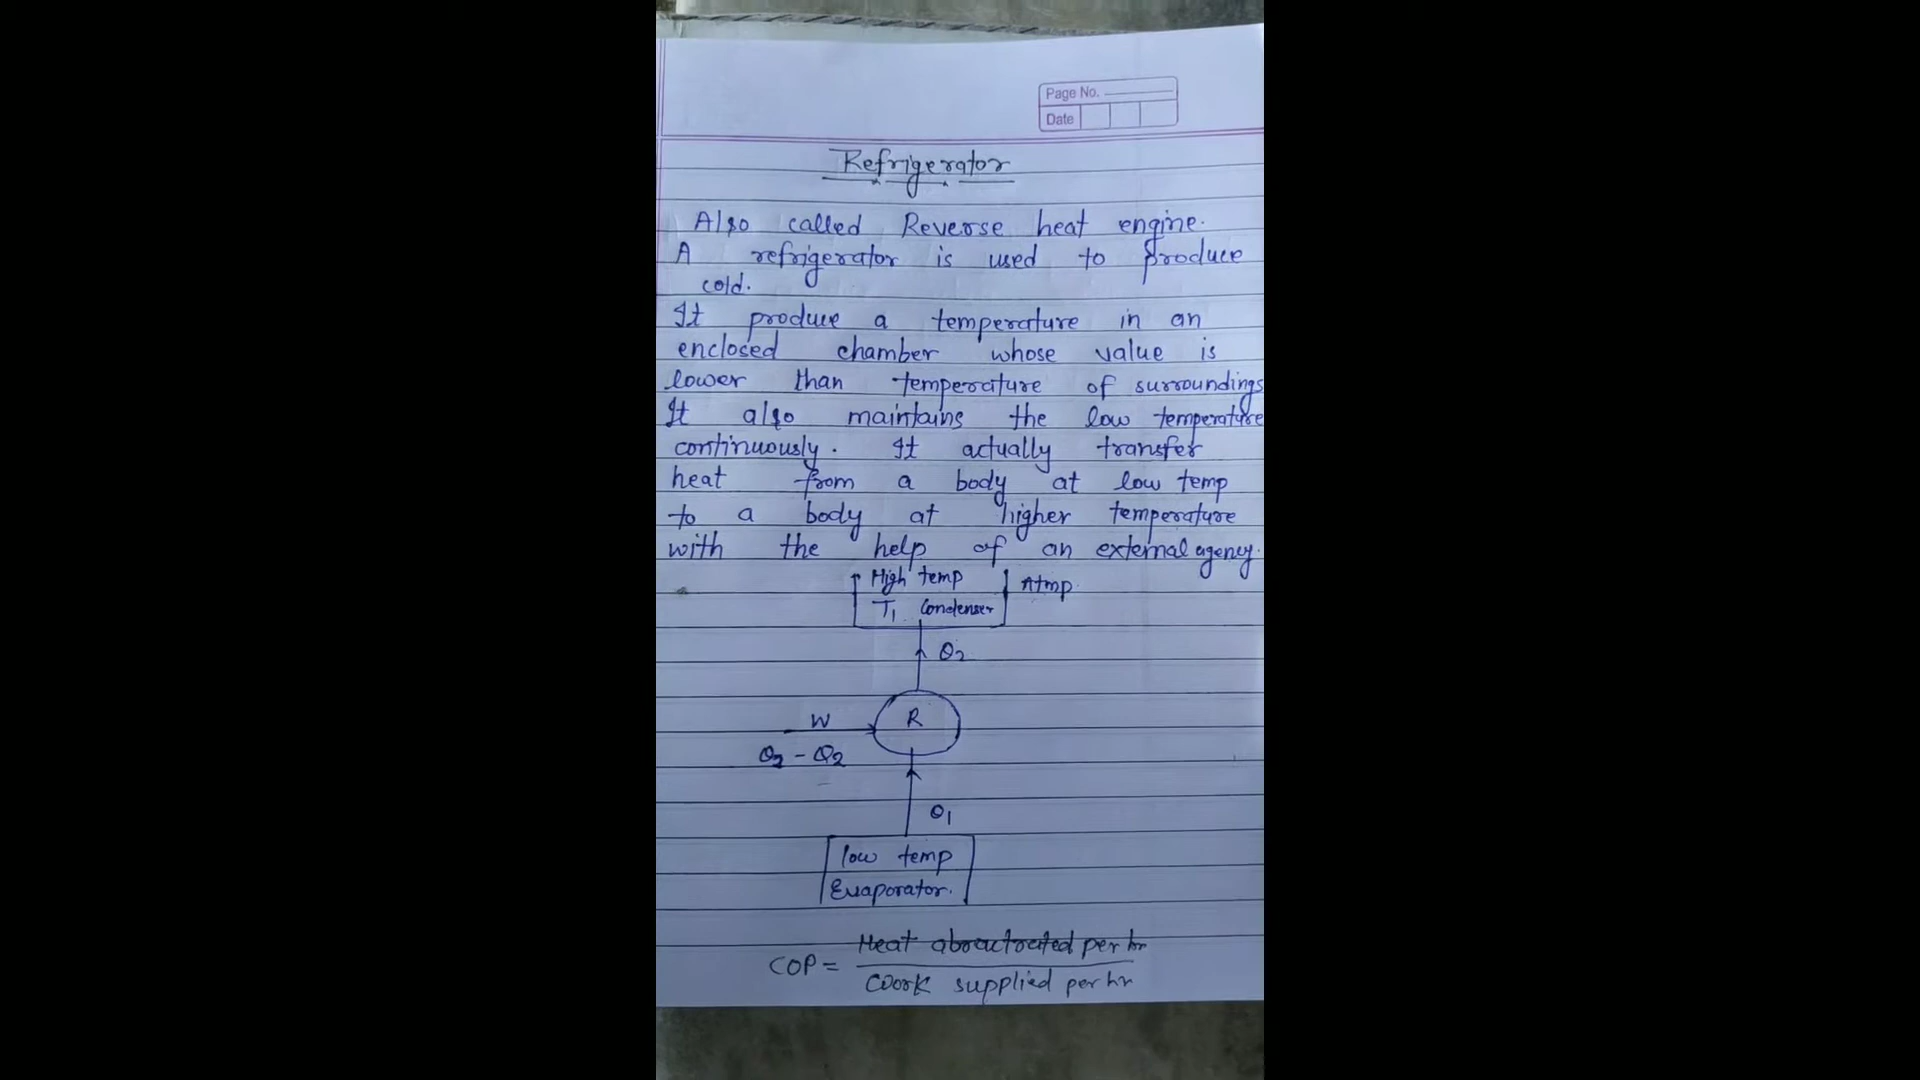 Page No.
Date
Refrigerator
Also called Reverse heat engine.
A refrigerator is used to produce
cold.
It produce a temperature in an
enclosed chamber whose value is
lower than temperature of surroundings
It also maintains the low temperature
continuously. It actually transfer
heat from a body at low temp
to a body at higher temperature
with the help of an external agency.
High temp Atmp.
T1 Condenser
Q2
W R
Q2 - Q2
Q1
low temp
Evaporator.
Heat per hr
COP =
Work supplied per hr